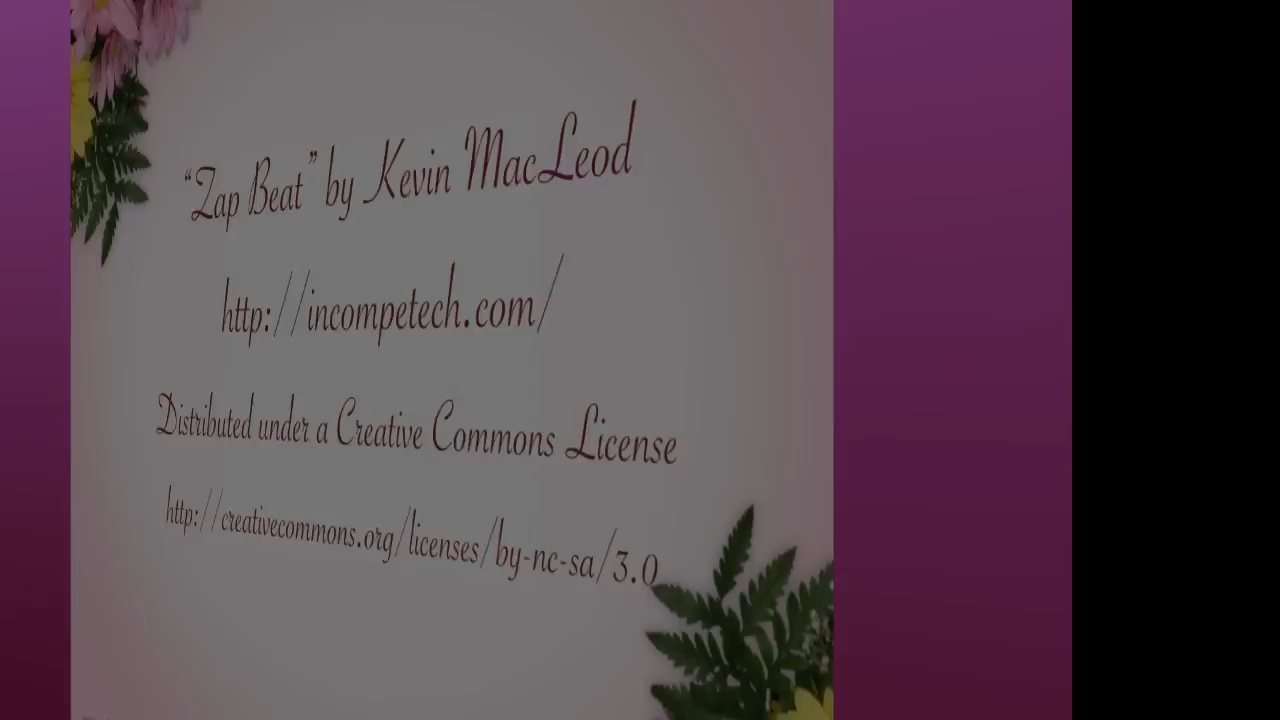 “Zap Beat” by Kevin MacLeod
http://incompetech.com/
Distributed under a Creative Commons License
http://creativecommons.org/licenses/by-nc-sa/3.0